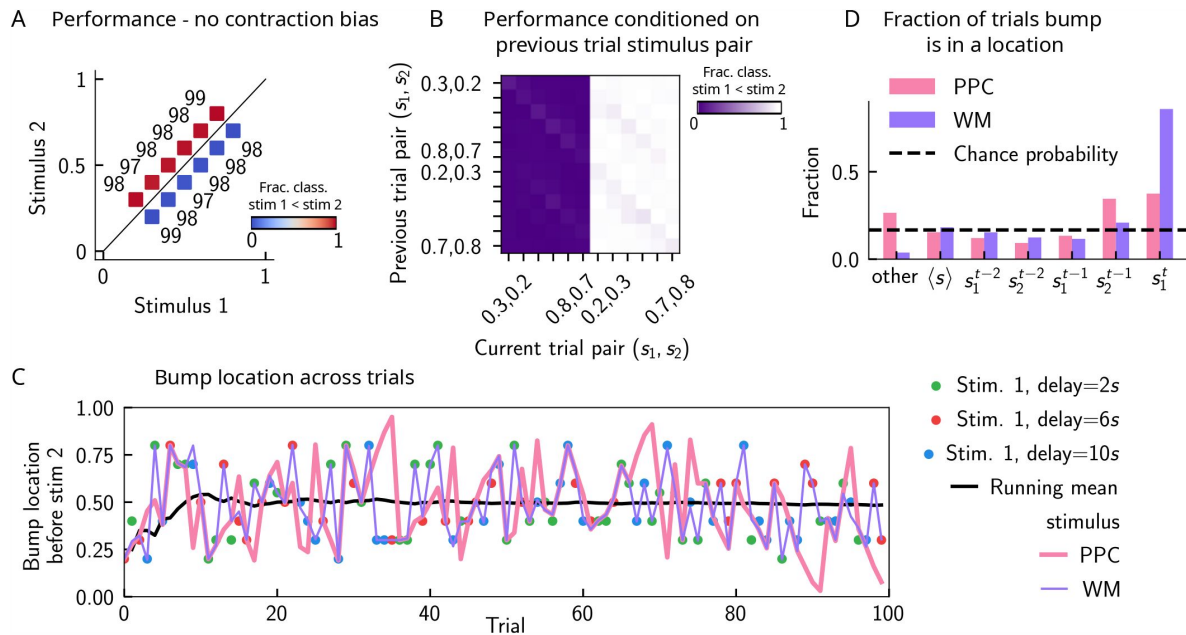 A
Performance - no contraction bias
1
0.5
0
0
1
Stimulus 2
Stimulus 1
99
98
98
97
98
98
98
97
98
99
Frac. class.
stim 1 < stim 2
0
1
B
Performance conditioned on
previous trial stimulus pair
Previous trial pair (s₁, s₂)
0.3,0.2
0.8,0.7
0.2,0.3
0.7,0.8
0.3,0.2
0.8,0.7
0.2,0.3
0.7,0.8
Current trial pair (s₁, s₂)
Frac. class.
stim 1 < stim 2
0
1
D
Fraction of trials bump
is in a location
PPC
WM
Chance probability
Fraction
0.5
0.0
other
⟨s⟩
s₁ᵗ⁻²
s₂ᵗ⁻²
s₁ᵗ⁻¹
s₂ᵗ⁻¹
s₁ᵗ
C
Bump location across trials
Bump location
before stim 2
1.00
0.75
0.50
0.25
0.00
0
20
40
60
80
100
Trial
Stim. 1, delay=2s
Stim. 1, delay=6s
Stim. 1, delay=10s
Running mean
stimulus
PPC
WM